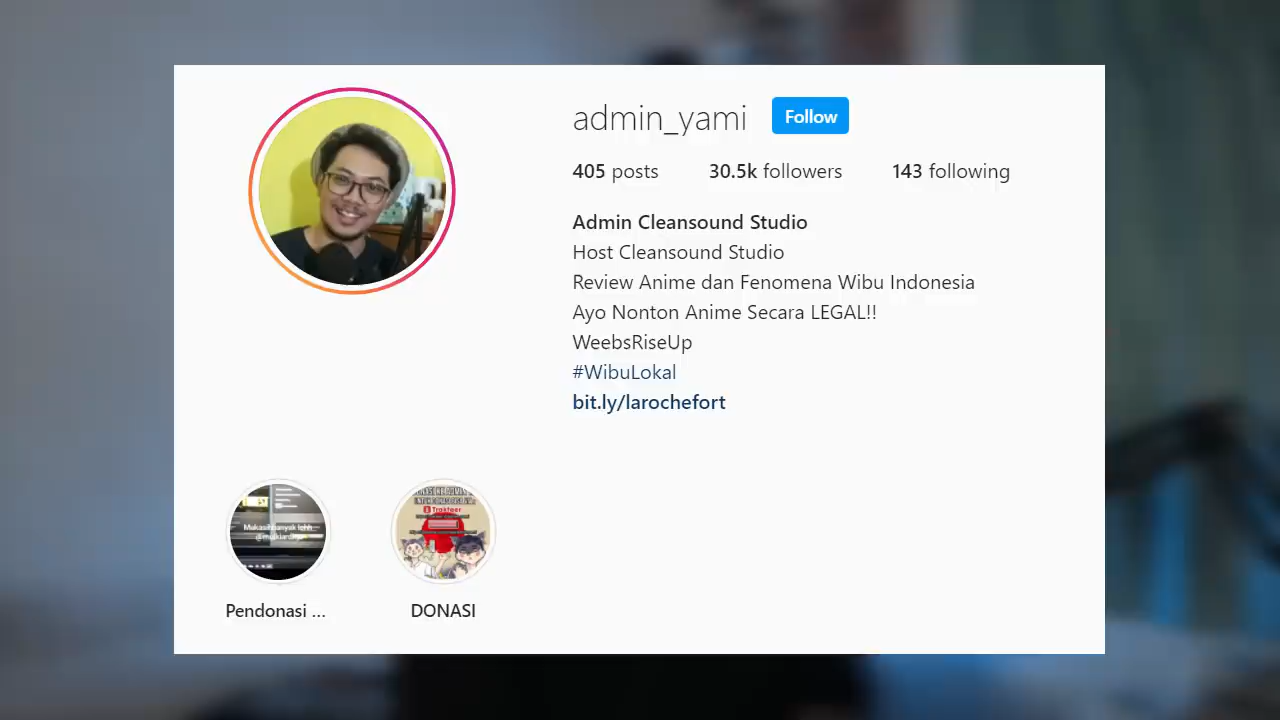 admin_yami
Follow
405 posts 30.5k followers 143 following
Admin Cleansound Studio
Host Cleansound Studio
Review Anime dan Fenomena Wibu Indonesia
Ayo Nonton Anime Secara LEGAL!!
WeebsRiseUp
#WibuLokal
bit.ly/larochefort
Trakteer
Pendonasi ...
DONASI